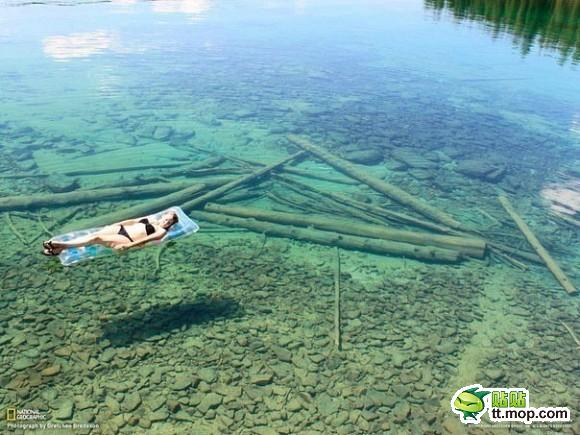 NATIONAL
GEOGRAPHIC
Photograph by Gretchen Bredeson
贴贴
tt.mop.com